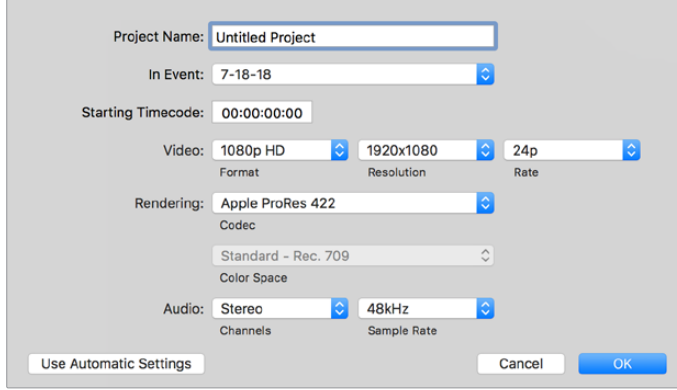 Project Name: Untitled Project
In Event: 7-18-18
Starting Timecode: 00:00:00:00
Video: 1080p HD 1920x1080 24p
Format Resolution Rate
Rendering: Apple ProRes 422
Codec
Standard - Rec. 709
Color Space
Audio: Stereo 48kHz
Channels Sample Rate
Use Automatic Settings Cancel OK